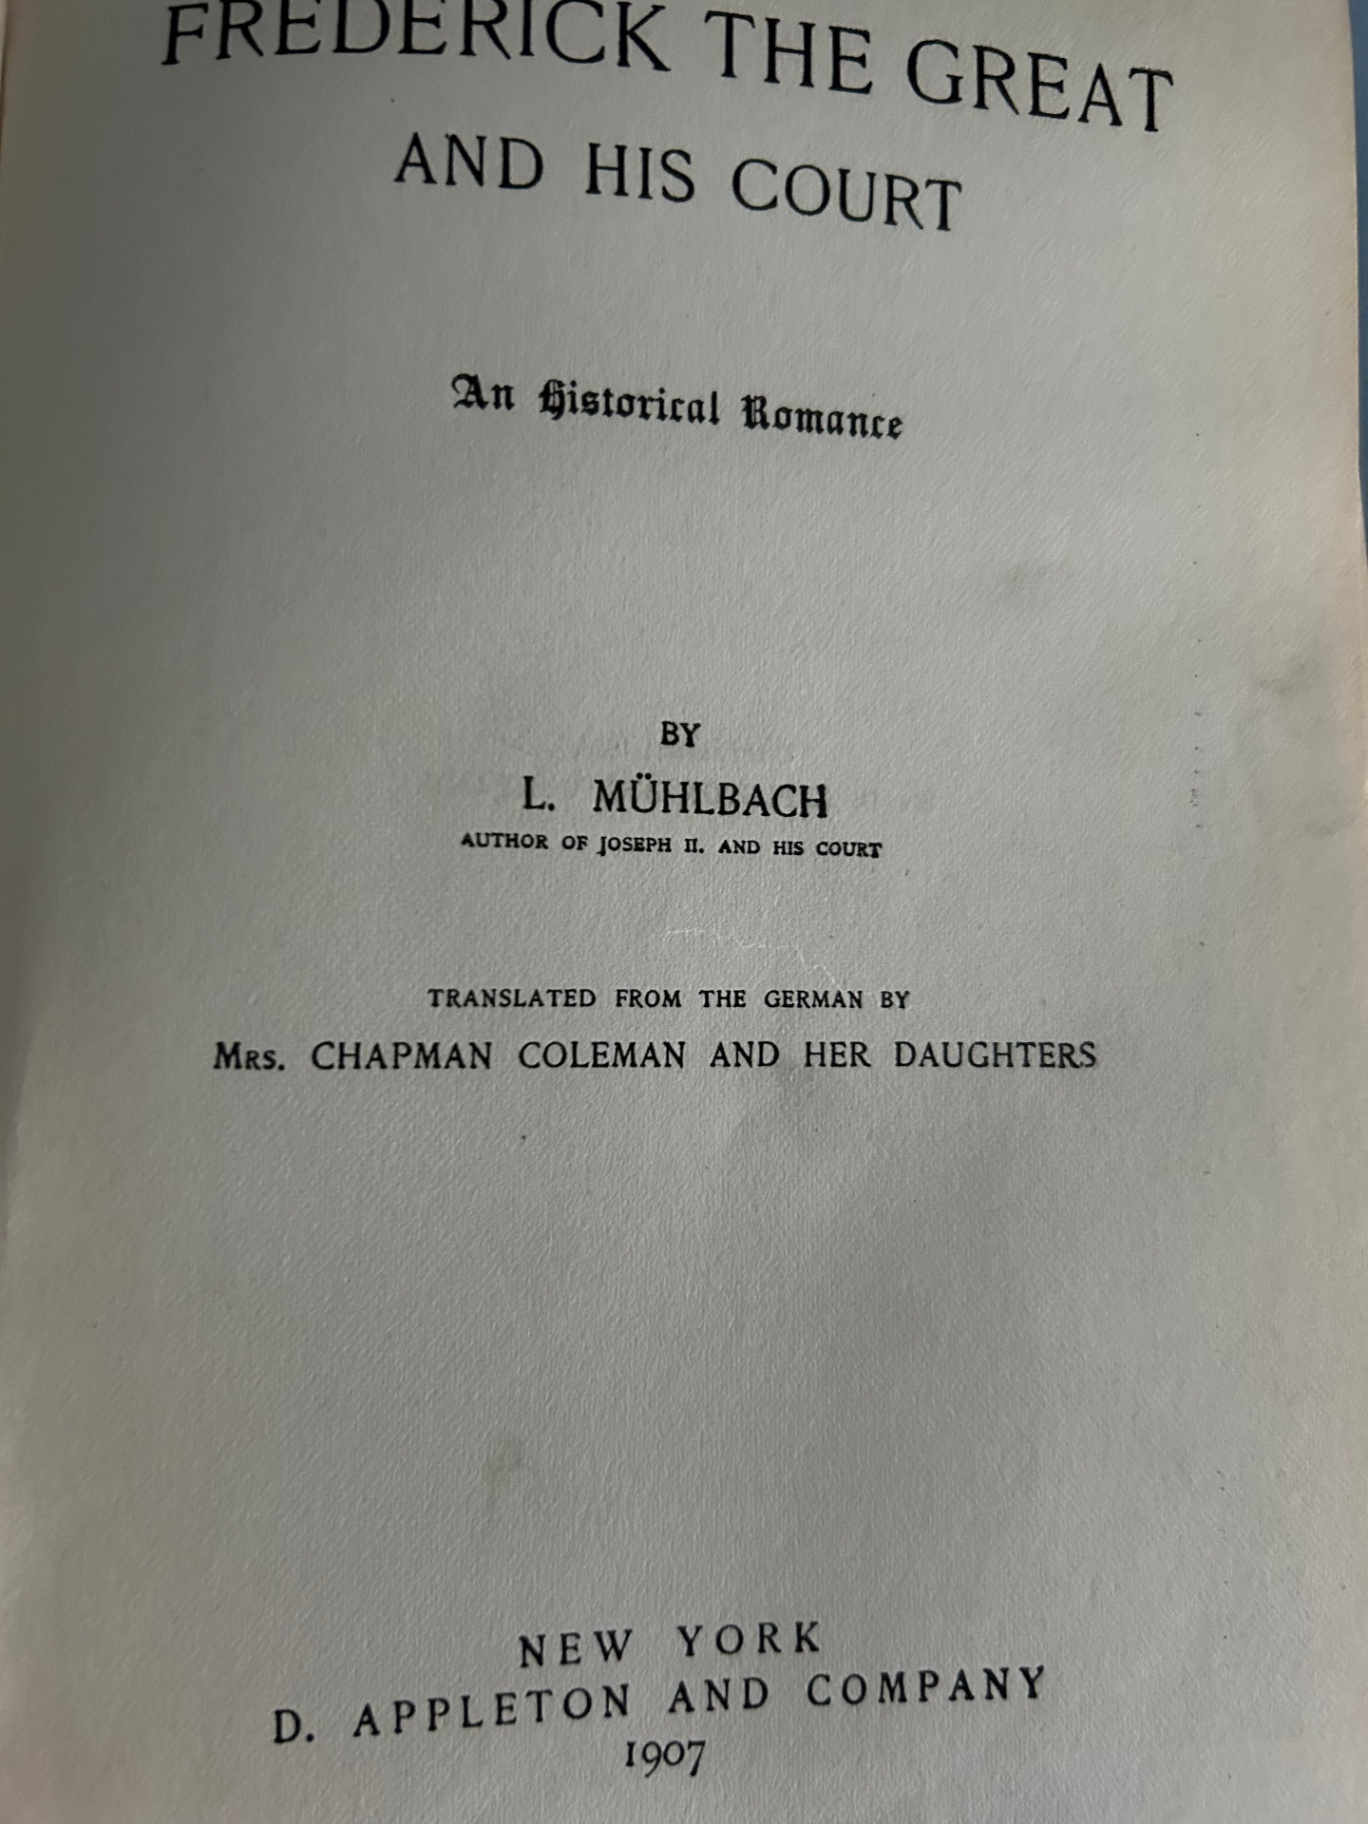 FREDERICK THE GREAT
AND HIS COURT
An Historical Romance
BY
L. MÜHLBACH
AUTHOR OF JOSEPH II. AND HIS COURT
TRANSLATED FROM THE GERMAN BY
MRS. CHAPMAN COLEMAN AND HER DAUGHTERS
NEW YORK
D. APPLETON AND COMPANY
1907